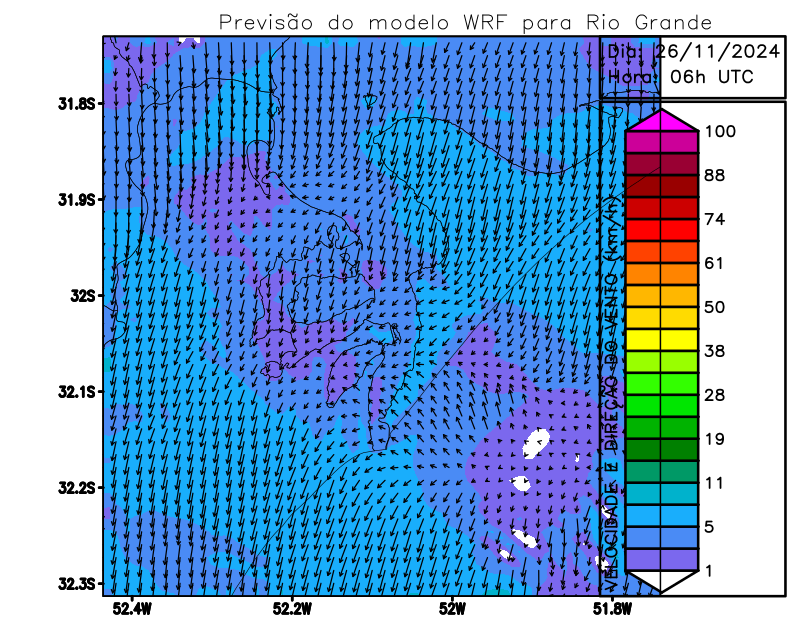 Previsão do modelo WRF para Rio Grande
Dia: 26/11/2024
Hora: 06h UTC
31.8S
31.9S
32S
32.1S
32.2S
32.3S
52.4W
52.2W
52W
51.8W
VELOCIDADE E DIREÇÃO DO VENTO (km/h)
100
88
74
61
50
38
28
19
11
5
1